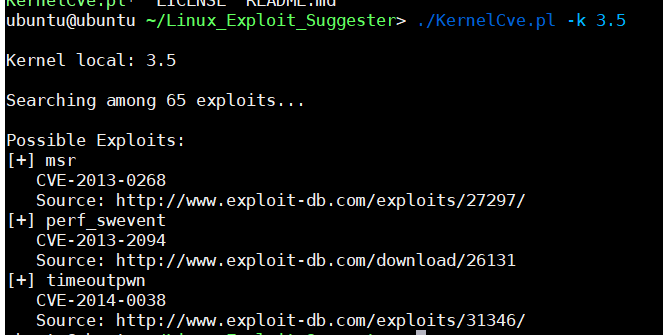 KernelCve.pl* LICENSE README.md
ubuntu@ubuntu ~/Linux_Exploit_Suggester> ./KernelCve.pl -k 3.5
Kernel local: 3.5
Searching among 65 exploits...
Possible Exploits:
[+] msr
CVE-2013-0268
Source: http://www.exploit-db.com/exploits/27297/
[+] perf_swevent
CVE-2013-2094
Source: http://www.exploit-db.com/download/26131
[+] timeoutpwn
CVE-2014-0038
Source: http://www.exploit-db.com/exploits/31346/